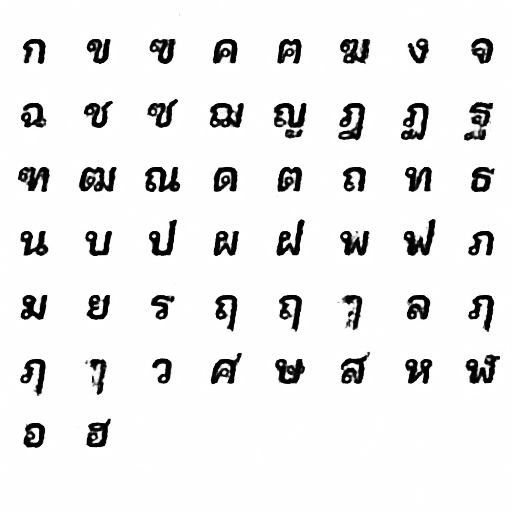 ก ข ฃ ค ฅ ฆ ง จ
ฉ ช ซ ฌ ญ ฎ ฏ ฐ
ฑ ฒ ณ ด ต ถ ท ธ
น บ ป ผ ฝ พ ฟ ภ
ม ย ร ฤ ฤ ล ฦ
ฦ ว ศ ษ ส ห ฬ
อ ฮ